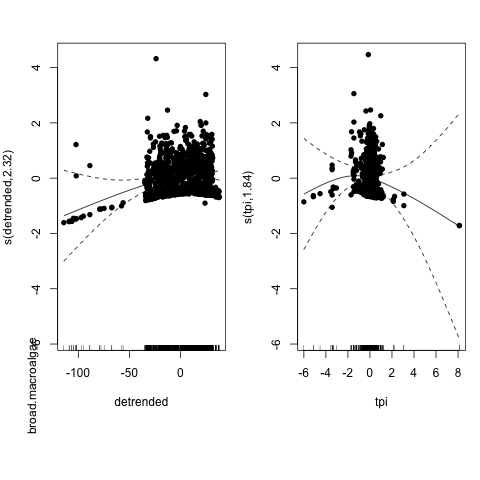 s(detrended,2.32)
4
2
0
-2
-4
-6
-100 -50 0
detrended
broad.macroalgae
s(tpi,1.84)
4
2
0
-2
-4
-6
-6 -4 -2 0 2 4 6 8
tpi